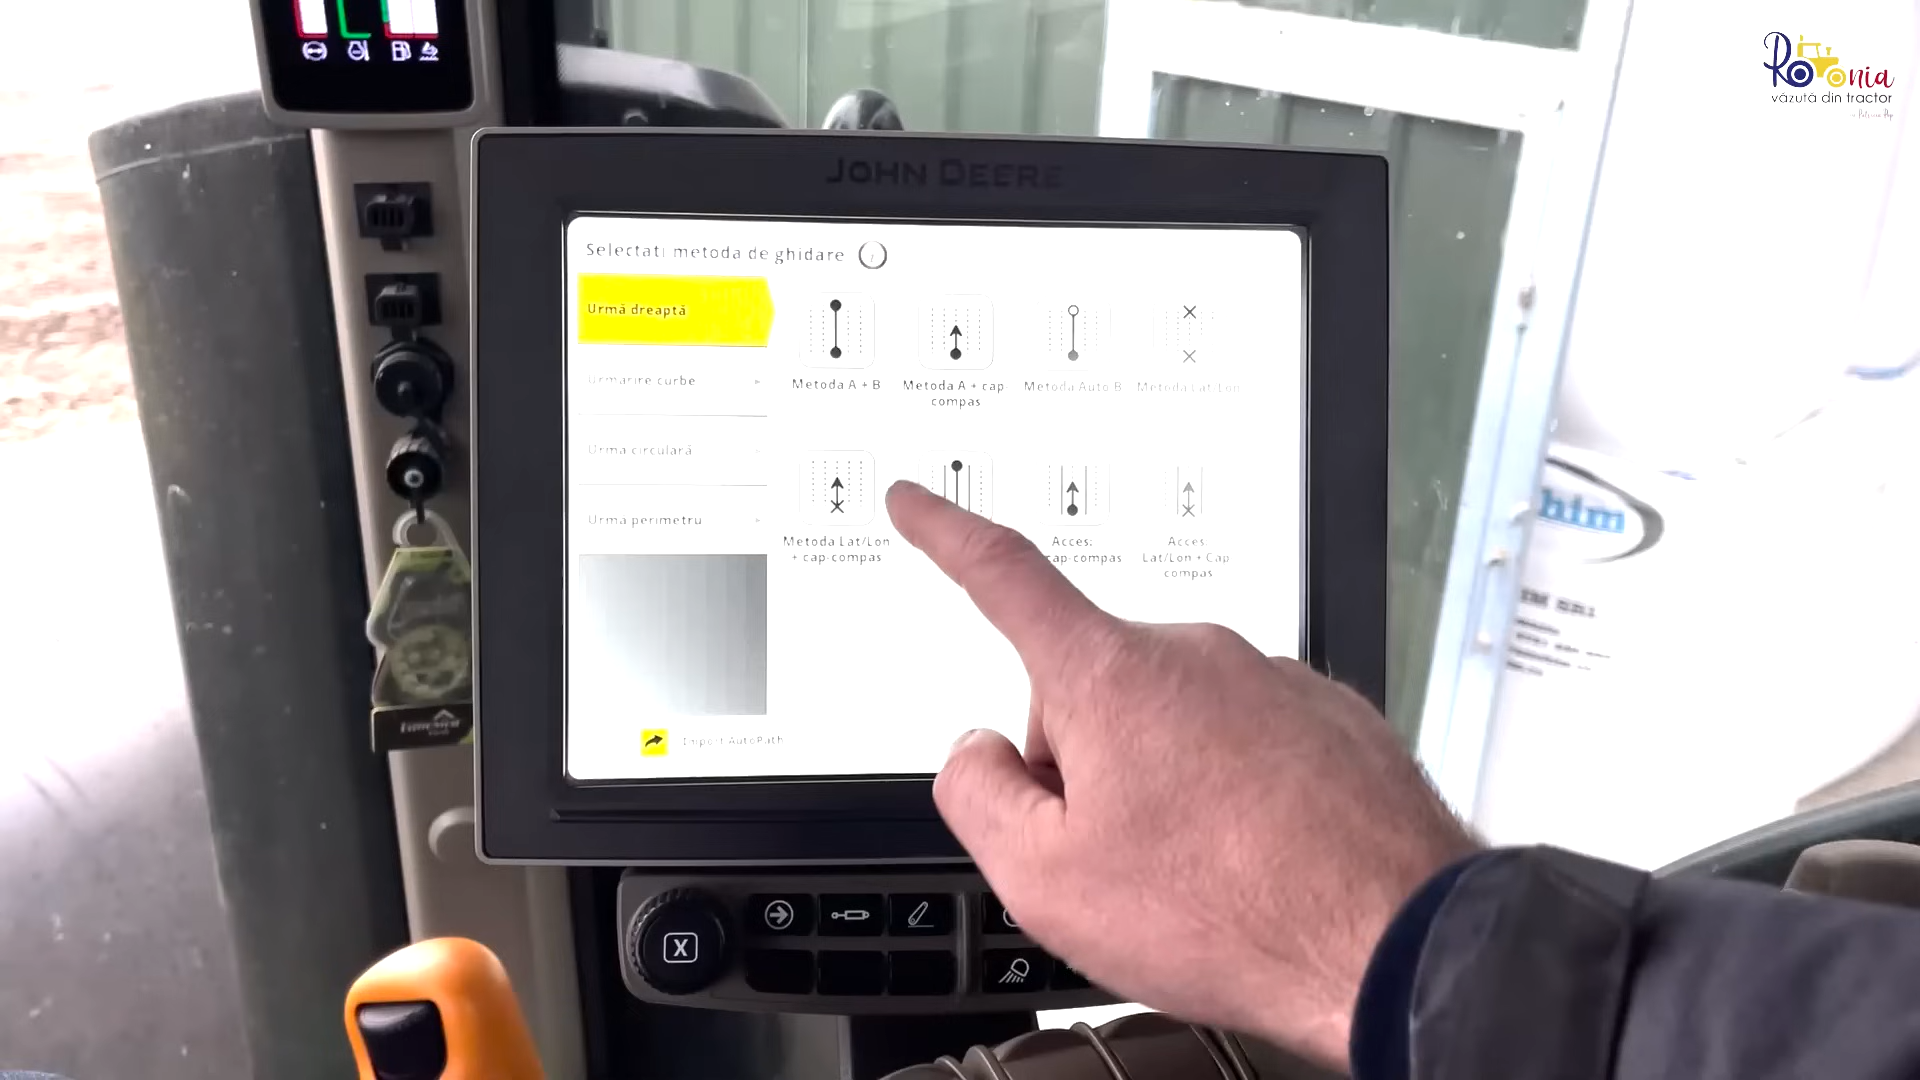 Romania
văzută din tractor
JOHN DEERE
Selectati metoda de ghidare
Urmă dreaptă
Urmărire curbe
Urma circulară
Urma perimetru
Metoda A + B
Metoda A + cap
compas
Metoda Auto B
Metoda Lat/Lon
Metoda Lat/Lon
+ cap-compas
Acces:
cap-compas
Acces
Lat/Lon + Cap
compas
Import AutoPath
X
him